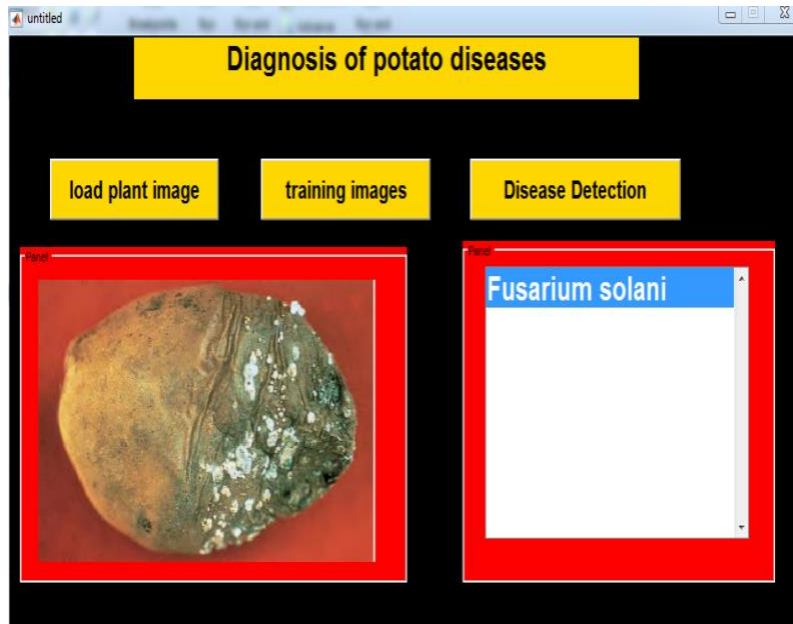 untitled
Diagnosis of potato diseases
load plant image
training images
Disease Detection
Panel
Panel
Fusarium solani